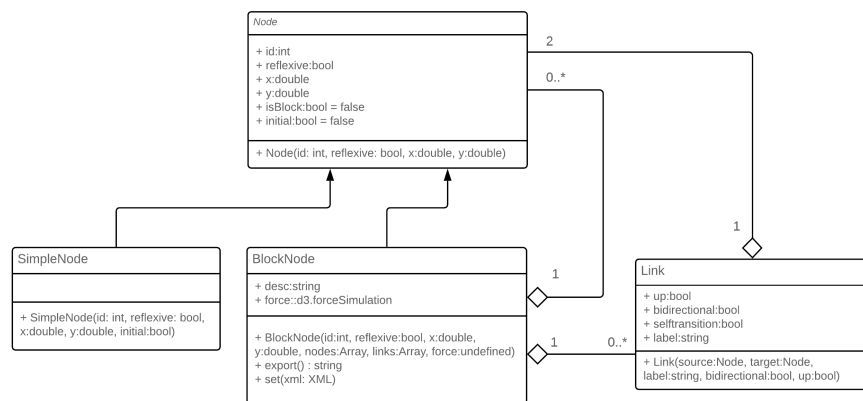 Node
+ id:int
+ reflexive:bool
+ x:double
+ y:double
+ isBlock:bool = false
+ initial:bool = false
+ Node(id: int, reflexive: bool, x:double, y:double)
2
0..*
1
1
SimpleNode
+ SimpleNode(id: int, reflexive: bool,
x:double, y:double, initial:bool)
BlockNode
+ desc:string
+ force::d3.forceSimulation
+ BlockNode(id:int, reflexive:bool, x:double,
y:double, nodes:Array, links:Array, force:undefined)
+ export() : string
+ set(xml: XML)
1
0..*
Link
+ up:bool
+ bidirectional:bool
+ selftransition:bool
+ label:string
+ Link(source:Node, target:Node,
label:string, bidirectional:bool, up:bool)